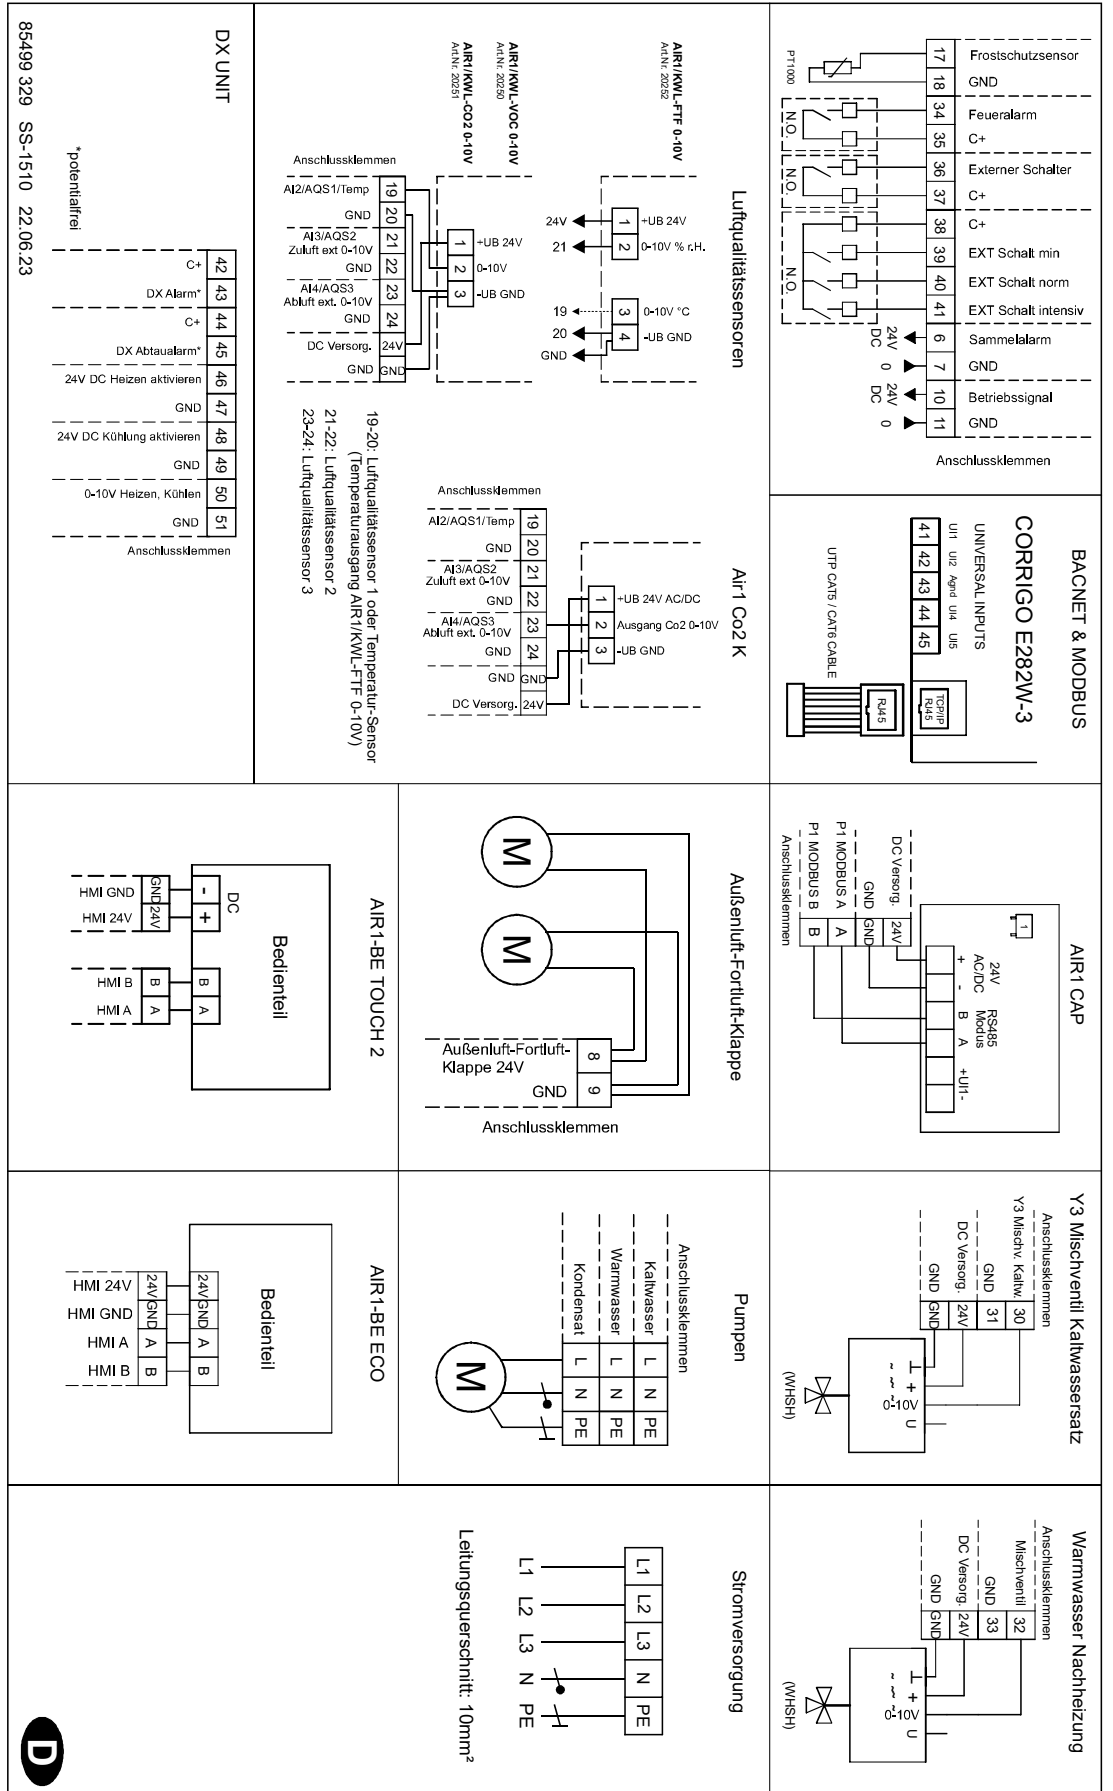 Frostschutzsensor
GND
Feueralarm
C+
Externer Schalter
C+
C+
EXT Schalt min
EXT Schalt norm
EXT Schalt intensiv
Sammelalarm
GND
Betriebssignal
GND
Anschlussklemmen
17
18
34
35
36
37
38
39
40
41
6
7
10
11
PT1000
N.O.
N.O.
N.O.
24V
DC
0
24V
DC
0
BACNET & MODBUS
CORRIGO E282W-3
UNIVERSAL INPUTS
UI1 UI2 Agnd UI4 UI5
41 42 43 44 45
TCP/IP
RJ45
RJ45
UTP CAT5 / CAT6 CABLE
AIR1 CAP
1
24V
AC/DC
RS485
Modus
+ - B A +UI1-
24V
GND
A
B
DC Versorg.
GND
P1 MODBUS A
P1 MODBUS B
Anschlussklemmen
Y3 Mischventil Kaltwassersatz
Anschlussklemmen
Y3 Mischv. Kaltw. 30
GND 31
DC Versorg. 24V
GND GND
⊥ + 0-10V U
~ ~ ~
(WHSH)
Warmwasser Nachheizung
Anschlussklemmen
Mischventil 32
GND 33
DC Versorg. 24V
GND GND
⊥ + 0-10V U
~ ~ ~
(WHSH)
Luftqualitätssensoren
AIR1/KWL-FTF 0-10V
Art.Nr. 20252
1 +UB 24V
2 0-10V % r.H.
3 0-10V °C
4 -UB GND
24V
21
19
20
GND
AIR1/KWL-VOC 0-10V
Art.Nr. 20250
AIR1/KWL-CO2 0-10V
Art.Nr. 20251
1 +UB 24V
2 0-10V
3 -UB GND
Anschlussklemmen
AI2/AQS1/Temp 19
GND 20
AI3/AQS2
Zuluft ext 0-10V 21
GND 22
AI4/AQS3
Abluft ext. 0-10V 23
GND 24
DC Versorg. 24V
GND GND
19-20: Luftqualitätssensor 1 oder Temperatur-Sensor
(Temperaturausgang AIR1/KWL-FTF 0-10V)
21-22: Luftqualitätssensor 2
23-24: Luftqualitätssensor 3
Air1 Co2 K
1 +UB 24V AC/DC
2 Ausgang Co2 0-10V
3 -UB GND
Anschlussklemmen
AI2/AQS1/Temp 19
GND 20
AI3/AQS2
Zuluft ext 0-10V 21
GND 22
AI4/AQS3
Abluft ext. 0-10V 23
GND 24
GND GND
DC Versorg. 24V
Außenluft-Fortluft-Klappe
M
M
Außenluft-Fortluft-
Klappe 24V 8
GND 9
Anschlussklemmen
Pumpen
Anschlussklemmen
Kaltwasser L N PE
Warmwasser L N PE
Kondensat L N PE
M
Stromversorgung
L1 L2 L3 N PE
L1 L2 L3 N PE
Leitungsquerschnitt: 10mm²
DX UNIT
*potentialfrei
C+ 42
DX Alarm* 43
C+ 44
DX Abtaualarm* 45
24V DC Heizen aktivieren 46
GND 47
24V DC Kühlung aktivieren 48
GND 49
0-10V Heizen, Kühlen 50
GND 51
Anschlussklemmen
85499 329 SS-1510 22.06.23
AIR1-BE TOUCH 2
Bedienteil
DC
- +
B A
HMI GND GND
HMI 24V 24V
HMI B B
HMI A A
AIR1-BE ECO
Bedienteil
24V GND A B
HMI 24V 24V
HMI GND GND
HMI A A
HMI B B
D